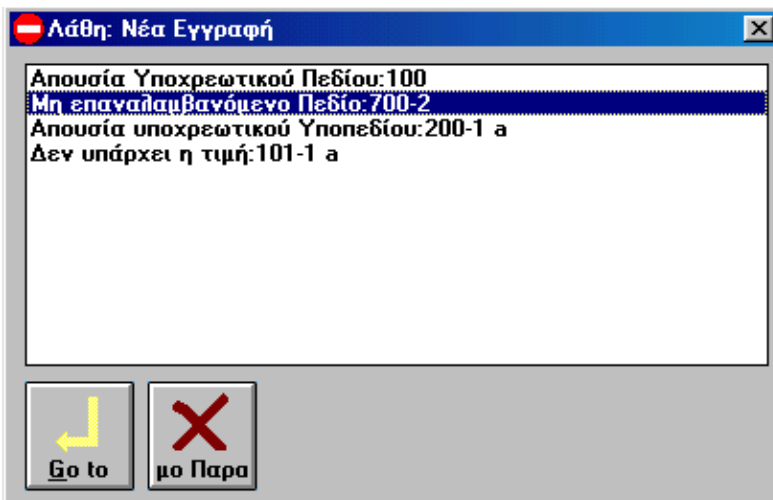 Λάθη: Νέα Εγγραφή
Απουσία Υποχρεωτικού Πεδίου:100
Μη επαναλαμβανόμενο Πεδίο:700-2
Απουσία υποχρεωτικού Υποπεδίου:200-1 a
Δεν υπάρχει η τιμή:101-1 a
Go to
μο Παρα